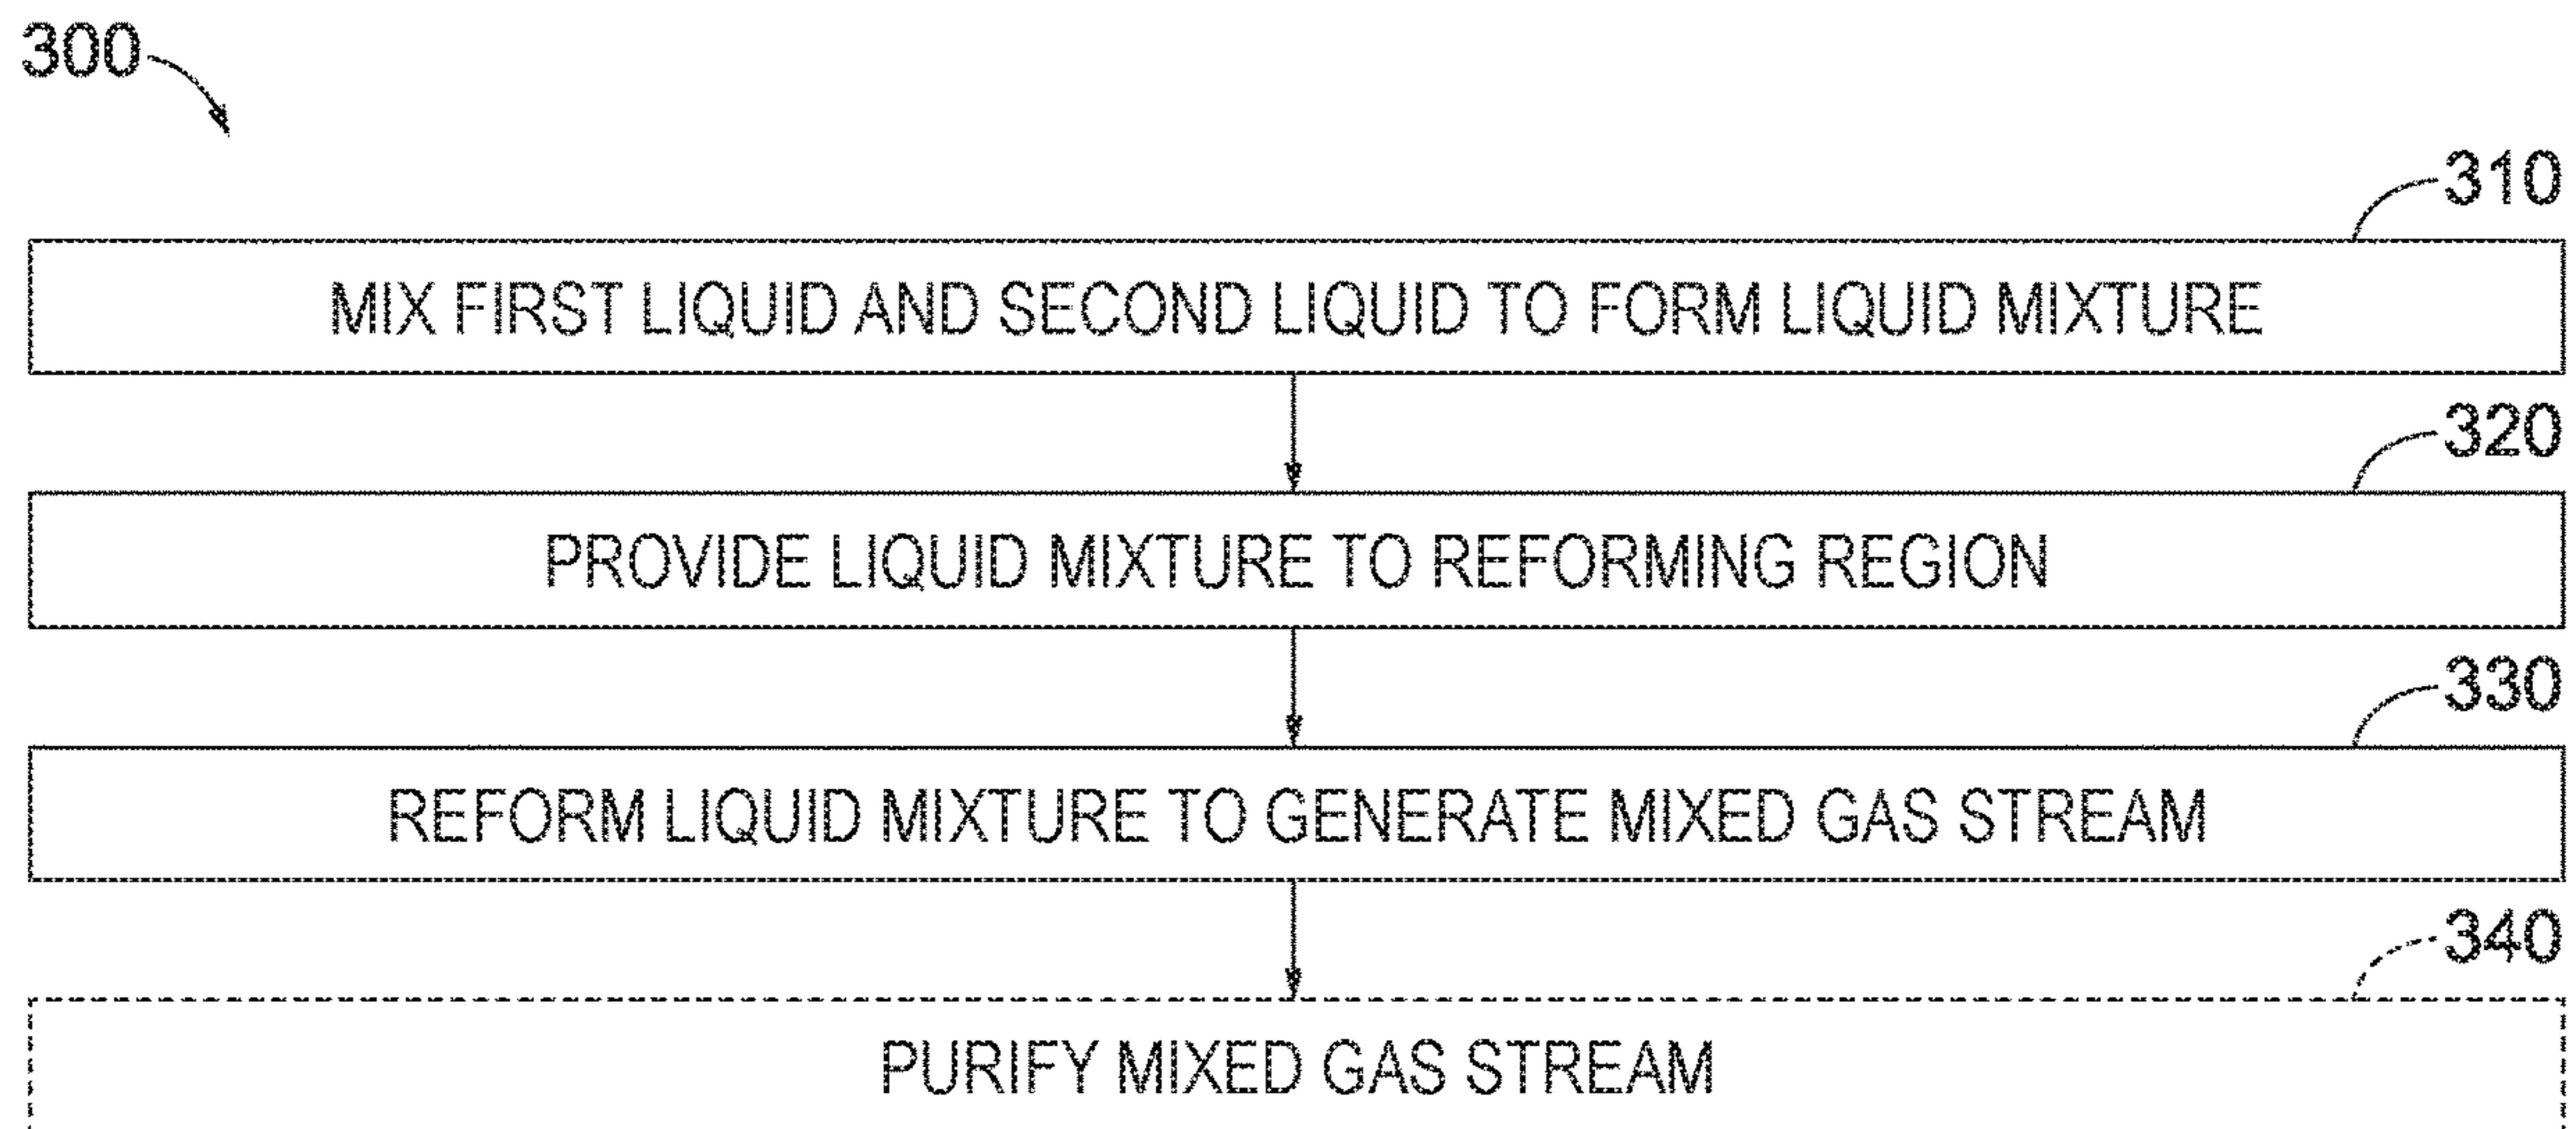 300
310
MIX FIRST LIQUID AND SECOND LIQUID TO FORM LIQUID MIXTURE
320
PROVIDE LIQUID MIXTURE TO REFORMING REGION
330
REFORM LIQUID MIXTURE TO GENERATE MIXED GAS STREAM
340
PURIFY MIXED GAS STREAM